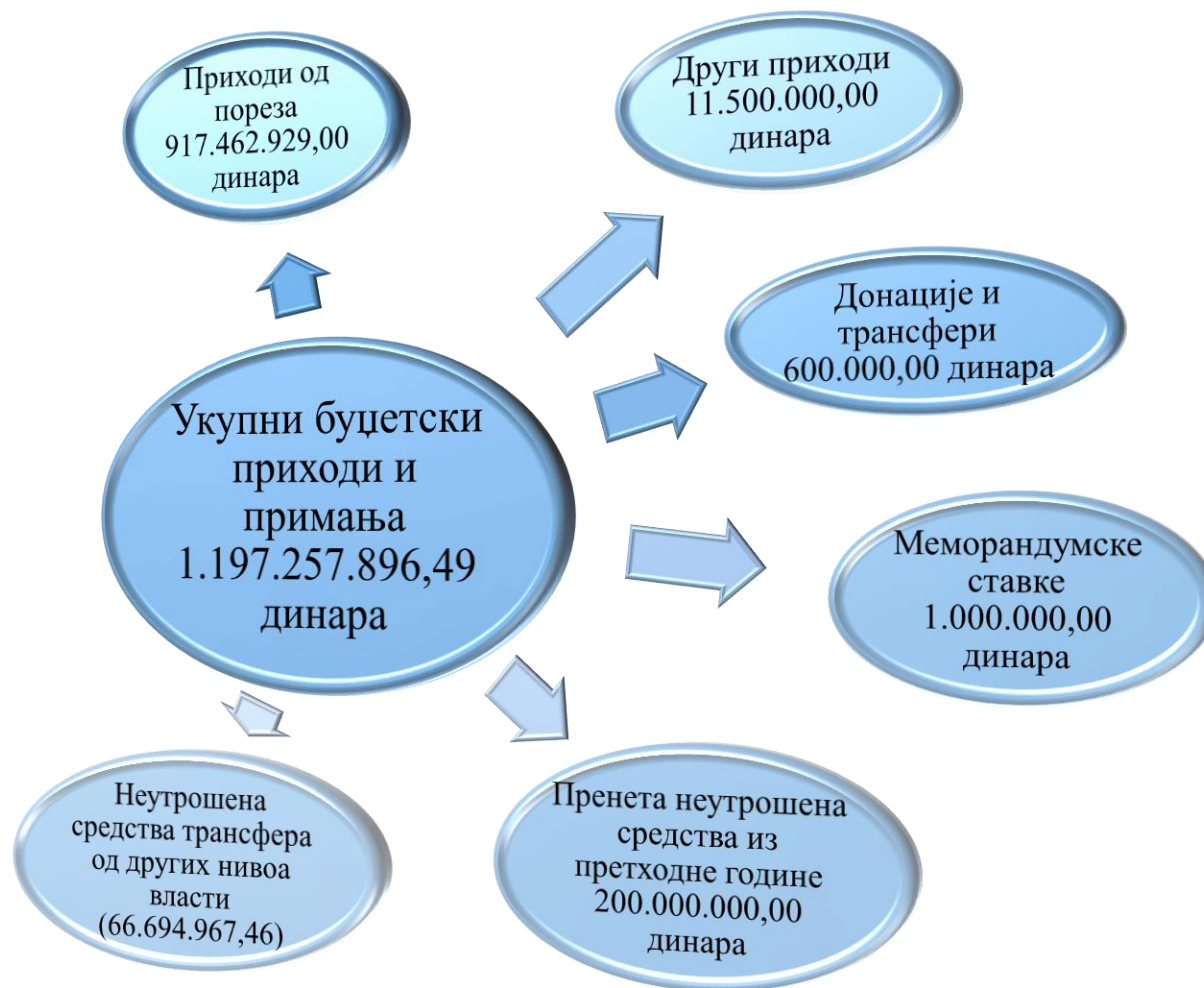 Приходи од
пореза
917.462.929,00
динара
Други приходи
11.500.000,00
динара
Донације и
трансфери
600.000,00 динара
Укупни буџетски
приходи и
примања
1.197.257.896,49
динара
Меморандумске
ставке
1.000.000,00
динара
Неутрошена
средства трансфера
од других нивоа
власти
(66.694.967,46)
Пренета неутрошена
средства из
претходне године
200.000.000,00
динара